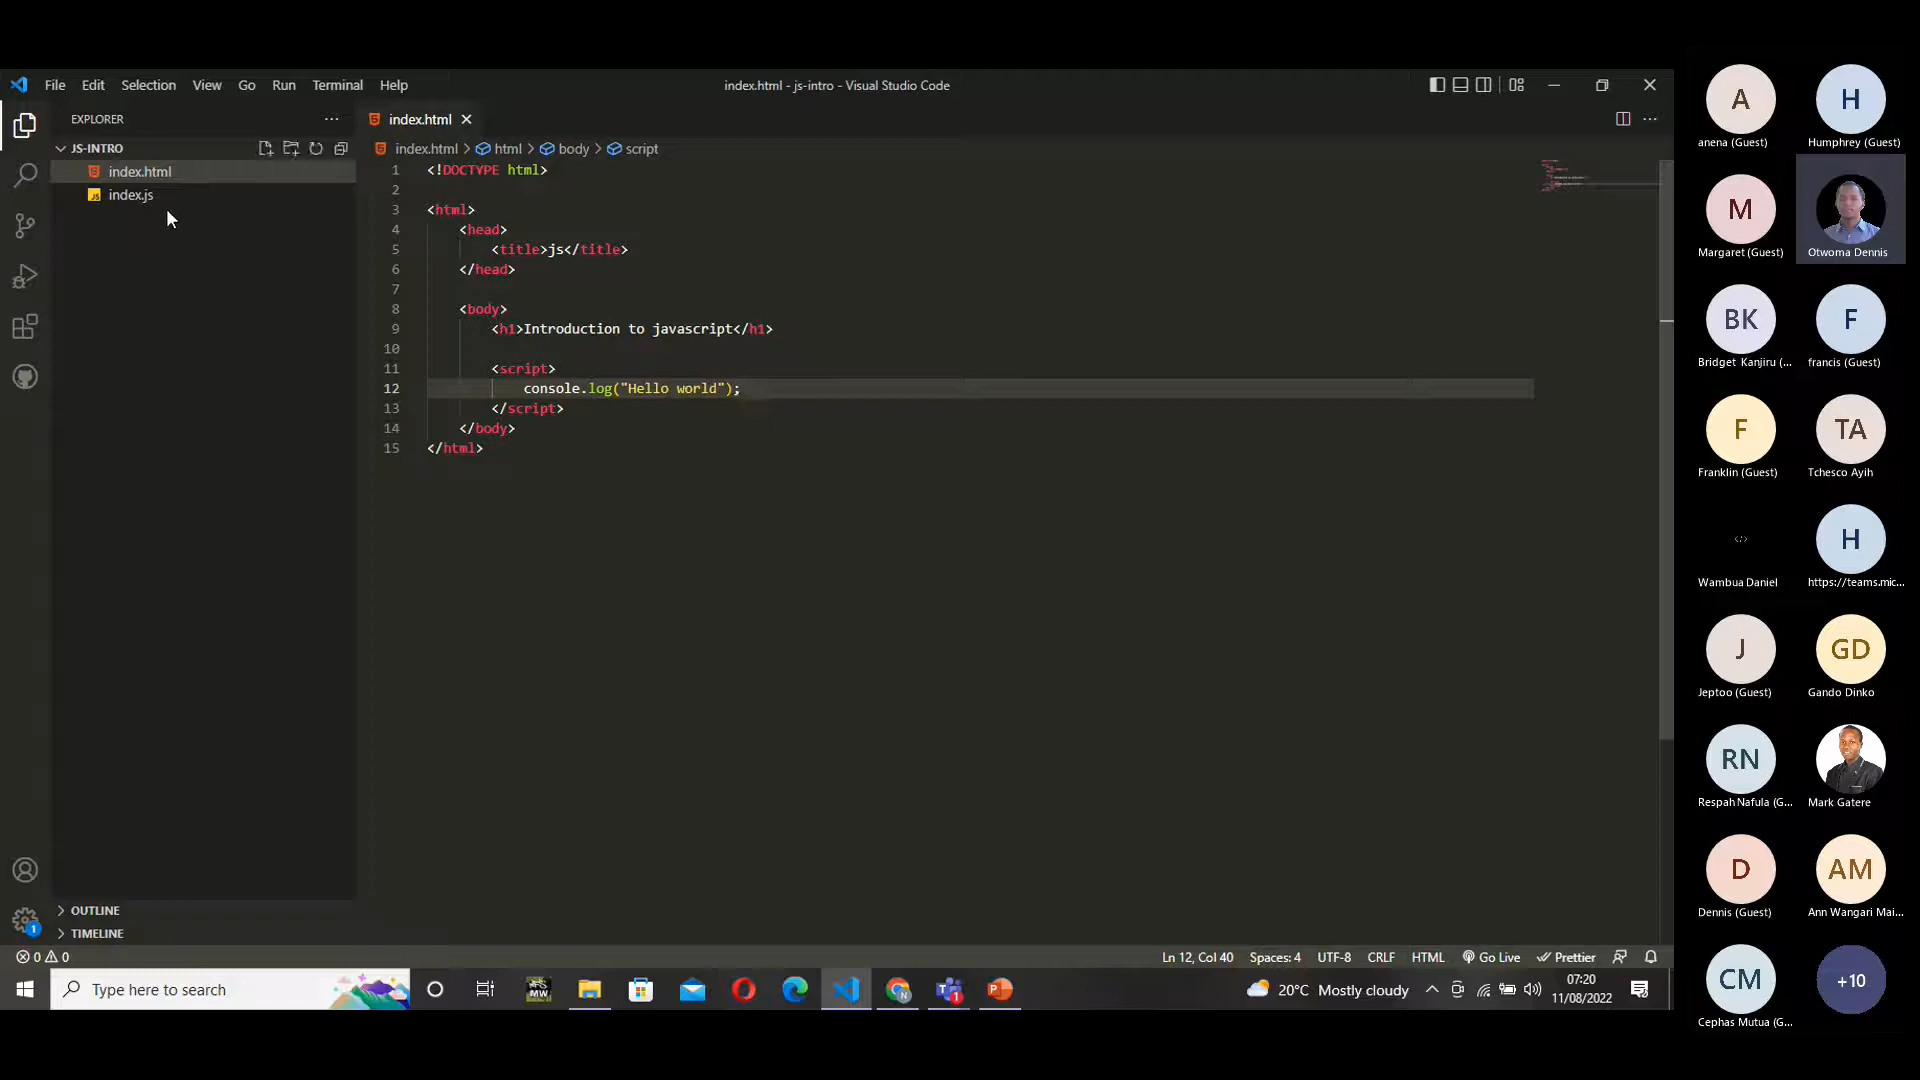 File Edit Selection View Go Run Terminal Help
index.html - js-intro - Visual Studio Code
EXPLORER
JS-INTRO
index.html
index.js
OUTLINE
TIMELINE
index.html
index.html > html > body > script
1 <!DOCTYPE html>
2
3 <html>
4 <head>
5 <title>js</title>
6 </head>
7
8 <body>
9 <h1>Introduction to javascript</h1>
10
11 <script>
12 console.log("Hello world");
13 </script>
14 </body>
15 </html>
1
0 0
Ln 12, Col 40 Spaces: 4 UTF-8 CRLF HTML Go Live Prettier
Type here to search
MW
1
20°C Mostly cloudy
07:20
11/08/2022
A
anena (Guest)
H
Humphrey (Guest)
M
Margaret (Guest)
Otwoma Dennis
BK
Bridget Kanjiru (...
F
francis (Guest)
F
Franklin (Guest)
TA
Tchesco Ayih
Wambua Daniel
H
https://teams.mic...
J
Jeptoo (Guest)
GD
Gando Dinko
RN
Respah Nafula (G...
Mark Gatere
D
Dennis (Guest)
AM
Ann Wangari Mai...
CM
Cephas Mutua (G...
+10